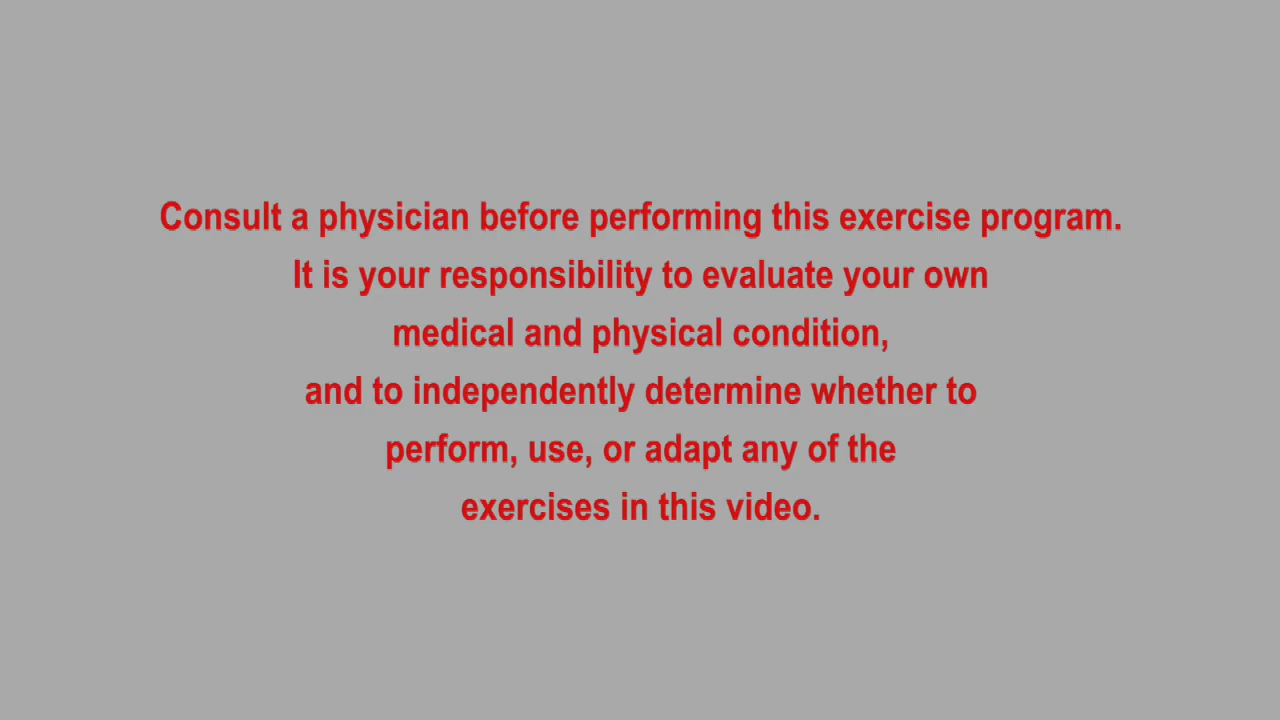 Consult a physician before performing this exercise program.
It is your responsibility to evaluate your own
medical and physical condition,
and to independently determine whether to
perform, use, or adapt any of the
exercises in this video.